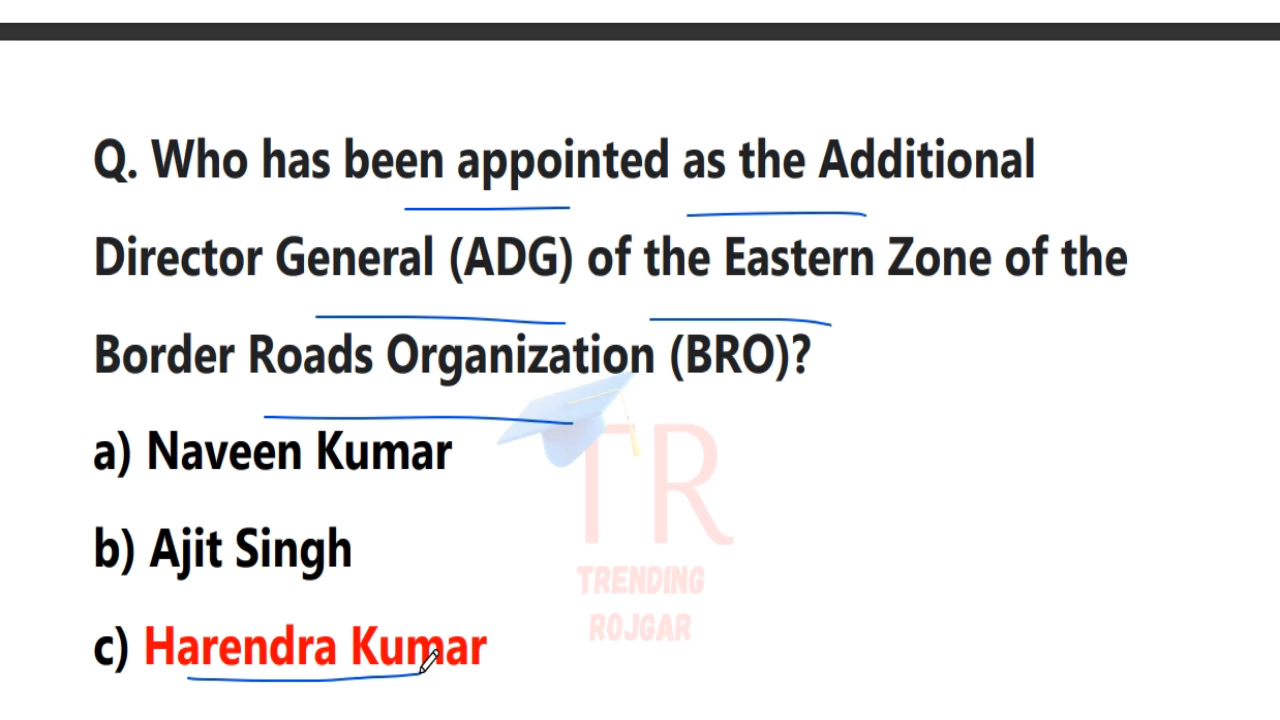 Q. Who has been appointed as the Additional
Director General (ADG) of the Eastern Zone of the
Border Roads Organization (BRO)?
a) Naveen Kumar
b) Ajit Singh
c) Harendra Kumar
TR
TRENDING
ROJGAR